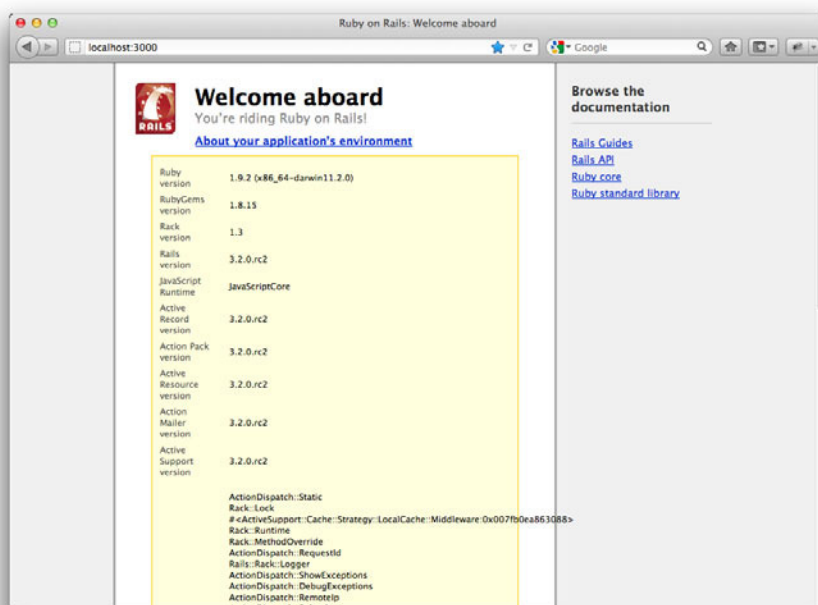 Ruby on Rails: Welcome aboard
localhost:3000
Google
RAILS
Welcome aboard
You're riding Ruby on Rails!
About your application's environment
Ruby
version
1.9.2 (x86_64-darwin11.2.0)
RubyGems
version
1.8.15
Rack
version
1.3
Rails
version
3.2.0.rc2
JavaScript
Runtime
JavaScriptCore
Active
Record
version
3.2.0.rc2
Action Pack
version
3.2.0.rc2
Active
Resource
version
3.2.0.rc2
Action
Mailer
version
3.2.0.rc2
Active
Support
version
3.2.0.rc2
ActionDispatch::Static
Rack::Lock
#<ActiveSupport::Cache::Strategy::LocalCache::Middleware:0x007fb0ea863088>
Rack::Runtime
Rack::MethodOverride
ActionDispatch::RequestId
Rails::Rack::Logger
ActionDispatch::ShowExceptions
ActionDispatch::DebugExceptions
ActionDispatch::RemoteIp
Browse the
documentation
Rails Guides
Rails API
Ruby core
Ruby standard library